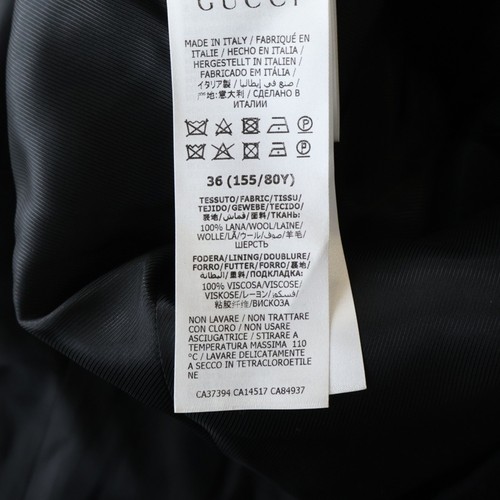 GUCCI
MADE IN ITALY / FABRIQUÉ EN
ITALIE / HECHO EN ITALIA /
HERGESTELLT IN ITALIEN /
FABRICADO EM ITÁLIA /
イタリア製 / صنع في إيطاليا /
产地:意大利 / СДЕЛАНО В
ИТАЛИИ
P
P
36 (155/80Y)
TESSUTO/FABRIC/TISSU/
TEJIDO/GEWEBE/TECIDO/
表地/قماش/面料/ТКАНЬ:
100% LANA/WOOL/LAINE/
WOLLE/LÃ/ウール/صوف/羊毛/
ШЕРСТЬ
FODERA/LINING/DOUBLURE/
FORRO/FUTTER/FORRO/裏地/
البطانة/里料/ПОДКЛАДКА:
100% VISCOSA/VISCOSE/
VISKOSE/レーヨン/فسكوز/
粘胶纤维/ВИСКОЗА
NON LAVARE / NON TRATTARE
CON CLORO / NON USARE
ASCIUGATRICE / STIRARE A
TEMPERATURA MASSIMA 110
°C / LAVARE DELICATAMENTE
A SECCO IN TETRACLOROETILE
NE
CA37394 CA14517 CA84937